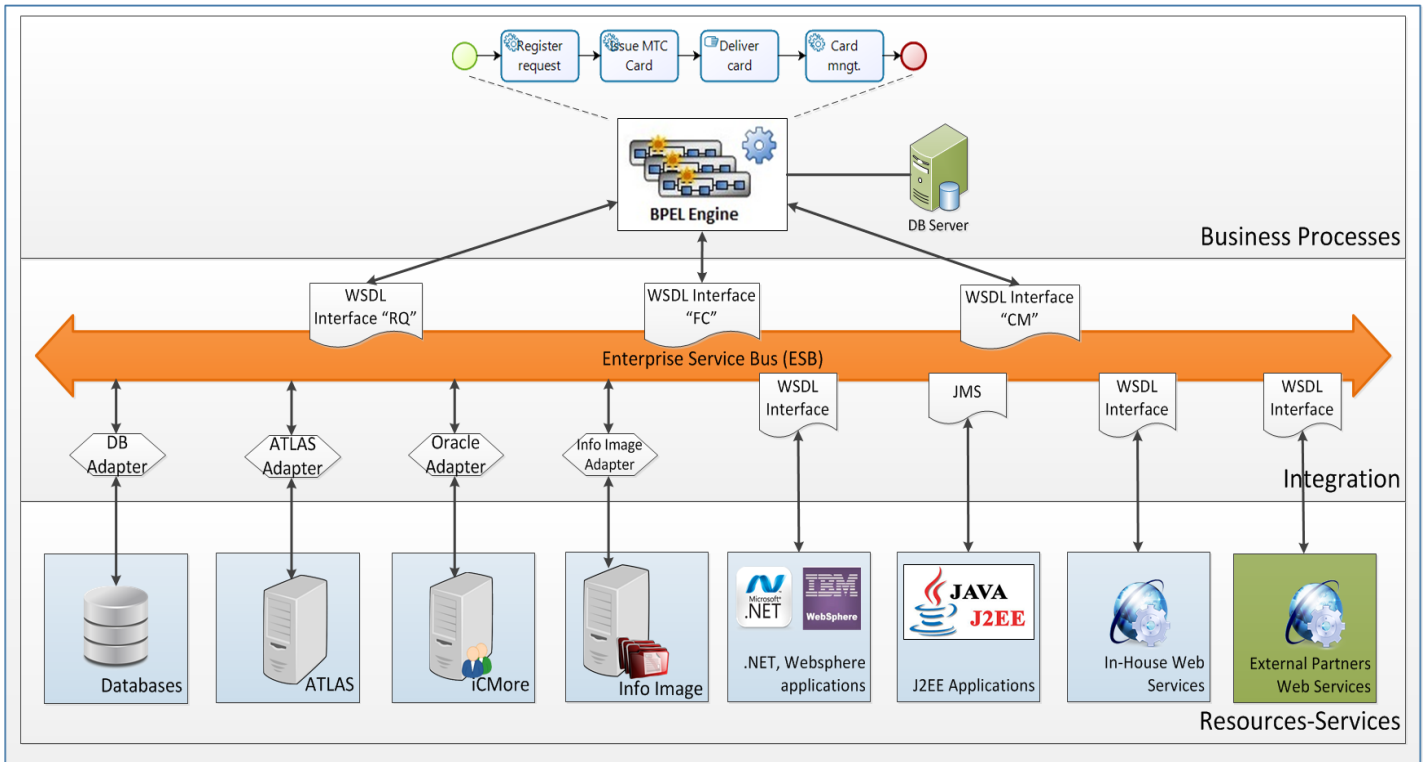 Register
request
Issue MTC
Card
Deliver
card
Card
mngt.
BPEL Engine
DB Server
Business Processes
WSDL
Interface “RQ”
WSDL Interface
“FC”
WSDL Interface
“CM”
Enterprise Service Bus (ESB)
DB
Adapter
ATLAS
Adapter
Oracle
Adapter
Info Image
Adapter
WSDL
Interface
JMS
WSDL
Interface
WSDL
Interface
Integration
Databases
ATLAS
iCMore
Info Image
Microsoft®
.NET
IBM
WebSphere
.NET, Websphere
applications
JAVA
J2EE
J2EE Applications
In-House Web
Services
External Partners
Web Services
Resources-Services